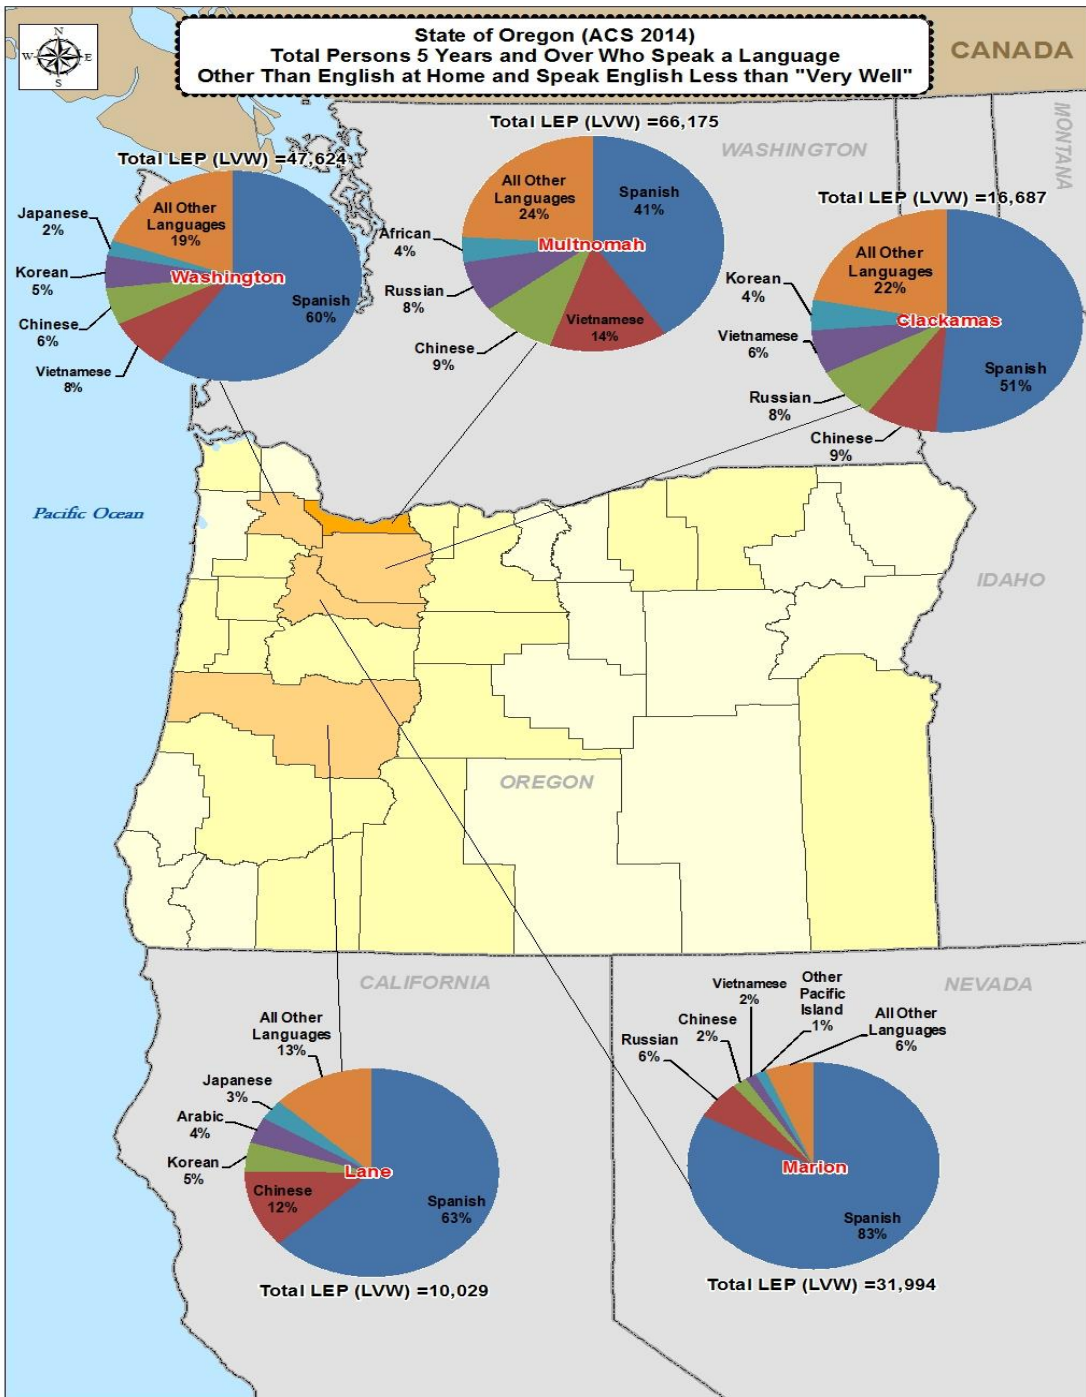 State of Oregon (ACS 2014)
Total Persons 5 Years and Over Who Speak a Language
Other Than English at Home and Speak English Less than "Very Well"
N
W
E
S
CANADA
MONTANA
WASHINGTON
Total LEP (LVW) =47,624
All Other
Languages
19%
Japanese
2%
Korean
5%
Chinese
6%
Vietnamese
8%
Washington
Spanish
60%
Total LEP (LVW) =66,175
All Other
Languages
24%
Spanish
41%
African
4%
Multnomah
Russian
8%
Chinese
9%
Vietnamese
14%
Total LEP (LVW) =16,687
All Other
Languages
22%
Korean
4%
Clackamas
Vietnamese
6%
Spanish
51%
Russian
8%
Chinese
9%
Pacific Ocean
IDAHO
OREGON
CALIFORNIA
NEVADA
All Other
Languages
13%
Japanese
3%
Arabic
4%
Korean
5%
Lane
Chinese
12%
Spanish
63%
Total LEP (LVW) =10,029
Vietnamese
2%
Other
Pacific
Island
1%
All Other
Languages
6%
Chinese
2%
Russian
6%
Marion
Spanish
83%
Total LEP (LVW) =31,994